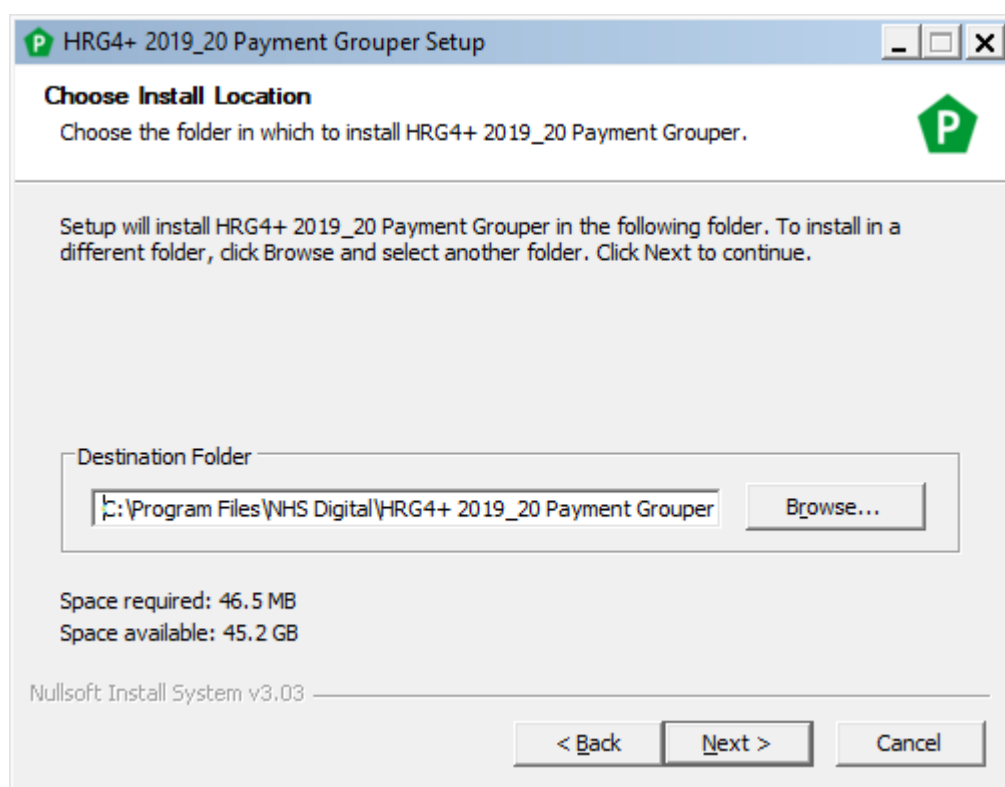 P HRG4+ 2019_20 Payment Grouper Setup
Choose Install Location
Choose the folder in which to install HRG4+ 2019_20 Payment Grouper.
P
Setup will install HRG4+ 2019_20 Payment Grouper in the following folder. To install in a
different folder, click Browse and select another folder. Click Next to continue.
Destination Folder
C:\Program Files\NHS Digital\HRG4+ 2019_20 Payment Grouper
Browse...
Space required: 46.5 MB
Space available: 45.2 GB
Nullsoft Install System v3.03
< Back Next > Cancel